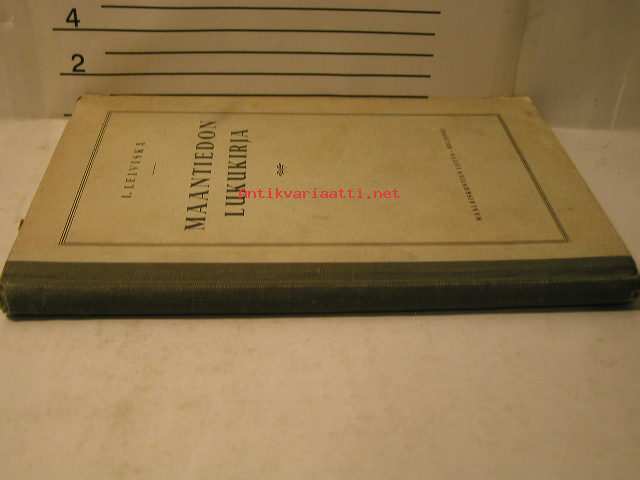 4
2
I. LEIVISKÄ
MAANTIEDON
LUKUKIRJA
antikvariaatti.net